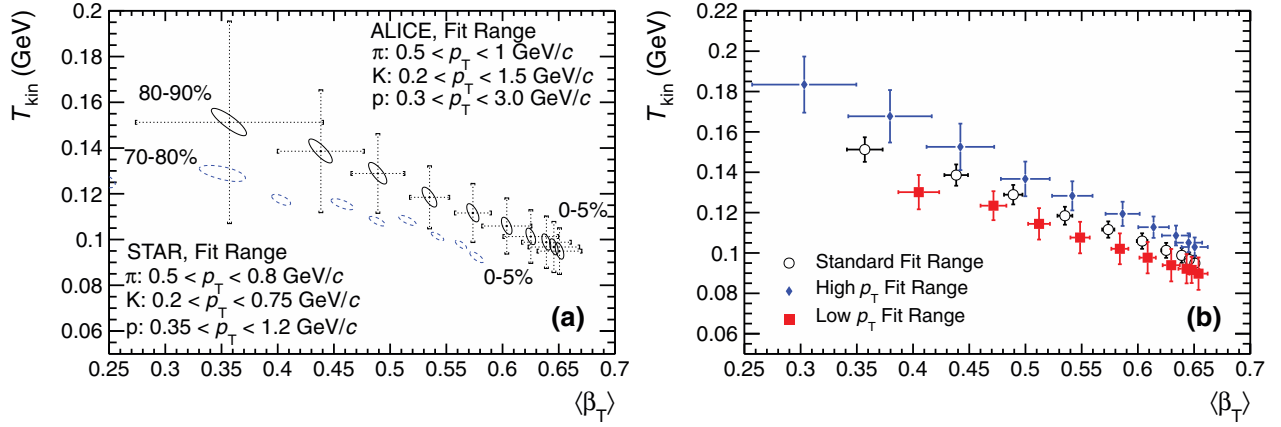 T_kin (GeV)
0.2
0.18
0.16
0.14
0.12
0.1
0.08
0.06
ALICE, Fit Range
π: 0.5 < p_T < 1 GeV/c
K: 0.2 < p_T < 1.5 GeV/c
p: 0.3 < p_T < 3.0 GeV/c
80-90%
70-80%
0-5%
0-5%
STAR, Fit Range
π: 0.5 < p_T < 0.8 GeV/c
K: 0.2 < p_T < 0.75 GeV/c
p: 0.35 < p_T < 1.2 GeV/c
(a)
0.25 0.3 0.35 0.4 0.45 0.5 0.55 0.6 0.65 0.7
⟨β_T⟩
T_kin (GeV)
0.22
0.2
0.18
0.16
0.14
0.12
0.1
0.08
0.06
Standard Fit Range
High p_T Fit Range
Low p_T Fit Range
(b)
0.25 0.3 0.35 0.4 0.45 0.5 0.55 0.6 0.65 0.7
⟨β_T⟩